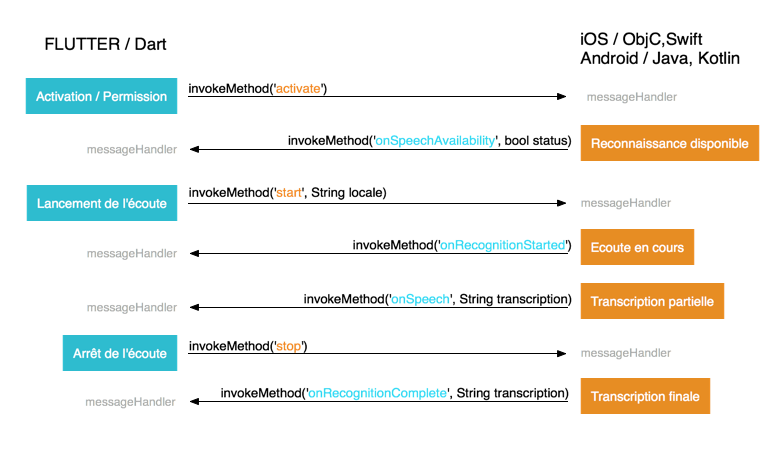 FLUTTER / Dart
iOS / ObjC,Swift
Android / Java, Kotlin
Activation / Permission
invokeMethod('activate')
messageHandler
messageHandler
invokeMethod('onSpeechAvailability', bool status)
Reconnaissance disponible
Lancement de l'écoute
invokeMethod('start', String locale)
messageHandler
messageHandler
invokeMethod('onRecognitionStarted')
Ecoute en cours
messageHandler
invokeMethod('onSpeech', String transcription)
Transcription partielle
Arrêt de l'écoute
invokeMethod('stop')
messageHandler
messageHandler
invokeMethod('onRecognitionComplete', String transcription)
Transcription finale